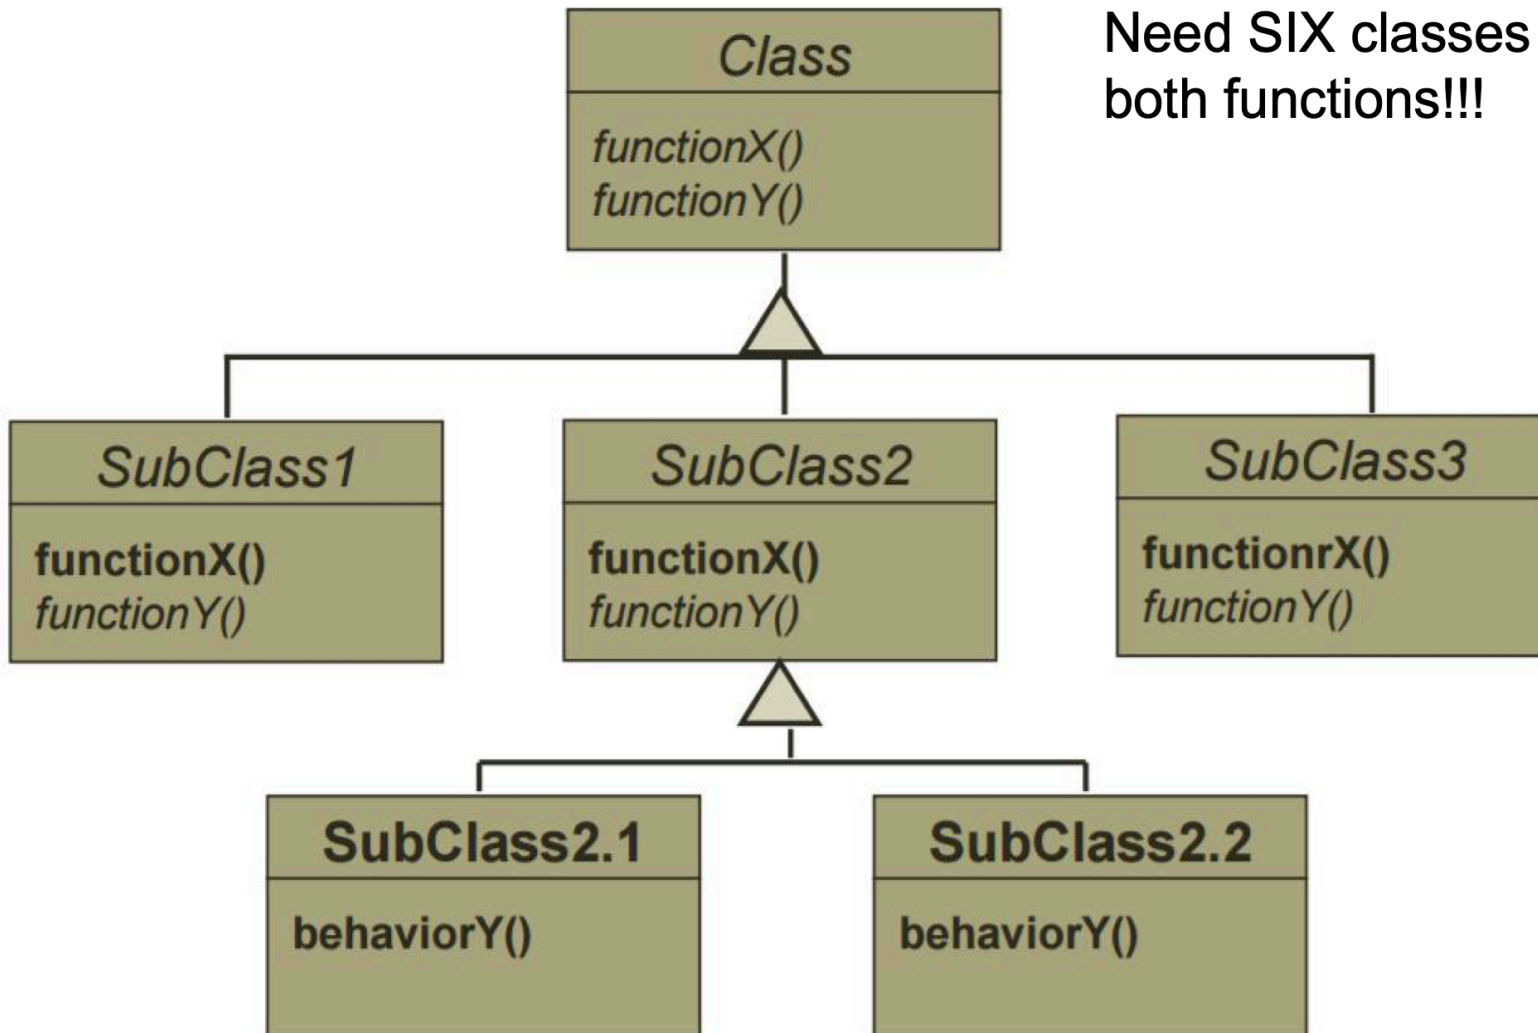 Need SIX classes
both functions!!!
Class
functionX()
functionY()
SubClass1
functionX()
functionY()
SubClass2
functionX()
functionY()
SubClass3
functionrX()
functionY()
SubClass2.1
behaviorY()
SubClass2.2
behaviorY()